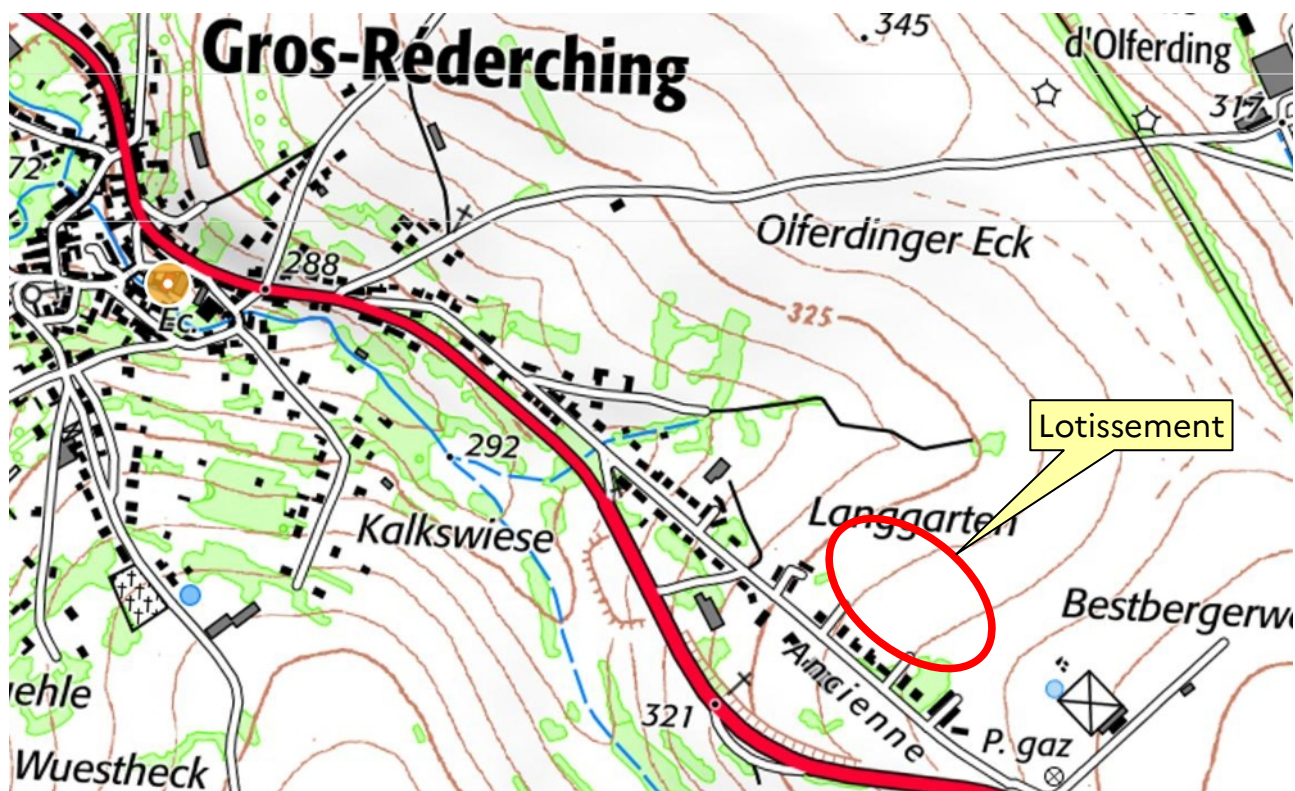 345
Gros-Réderching
d'Olferding
317
72
Olferdinger Eck
288
Ec.
325
Lotissement
292
Langgarten
Kalkswiese
Bestbergerw
Ancienne
ehle
321
P. gaz
Wuestheck